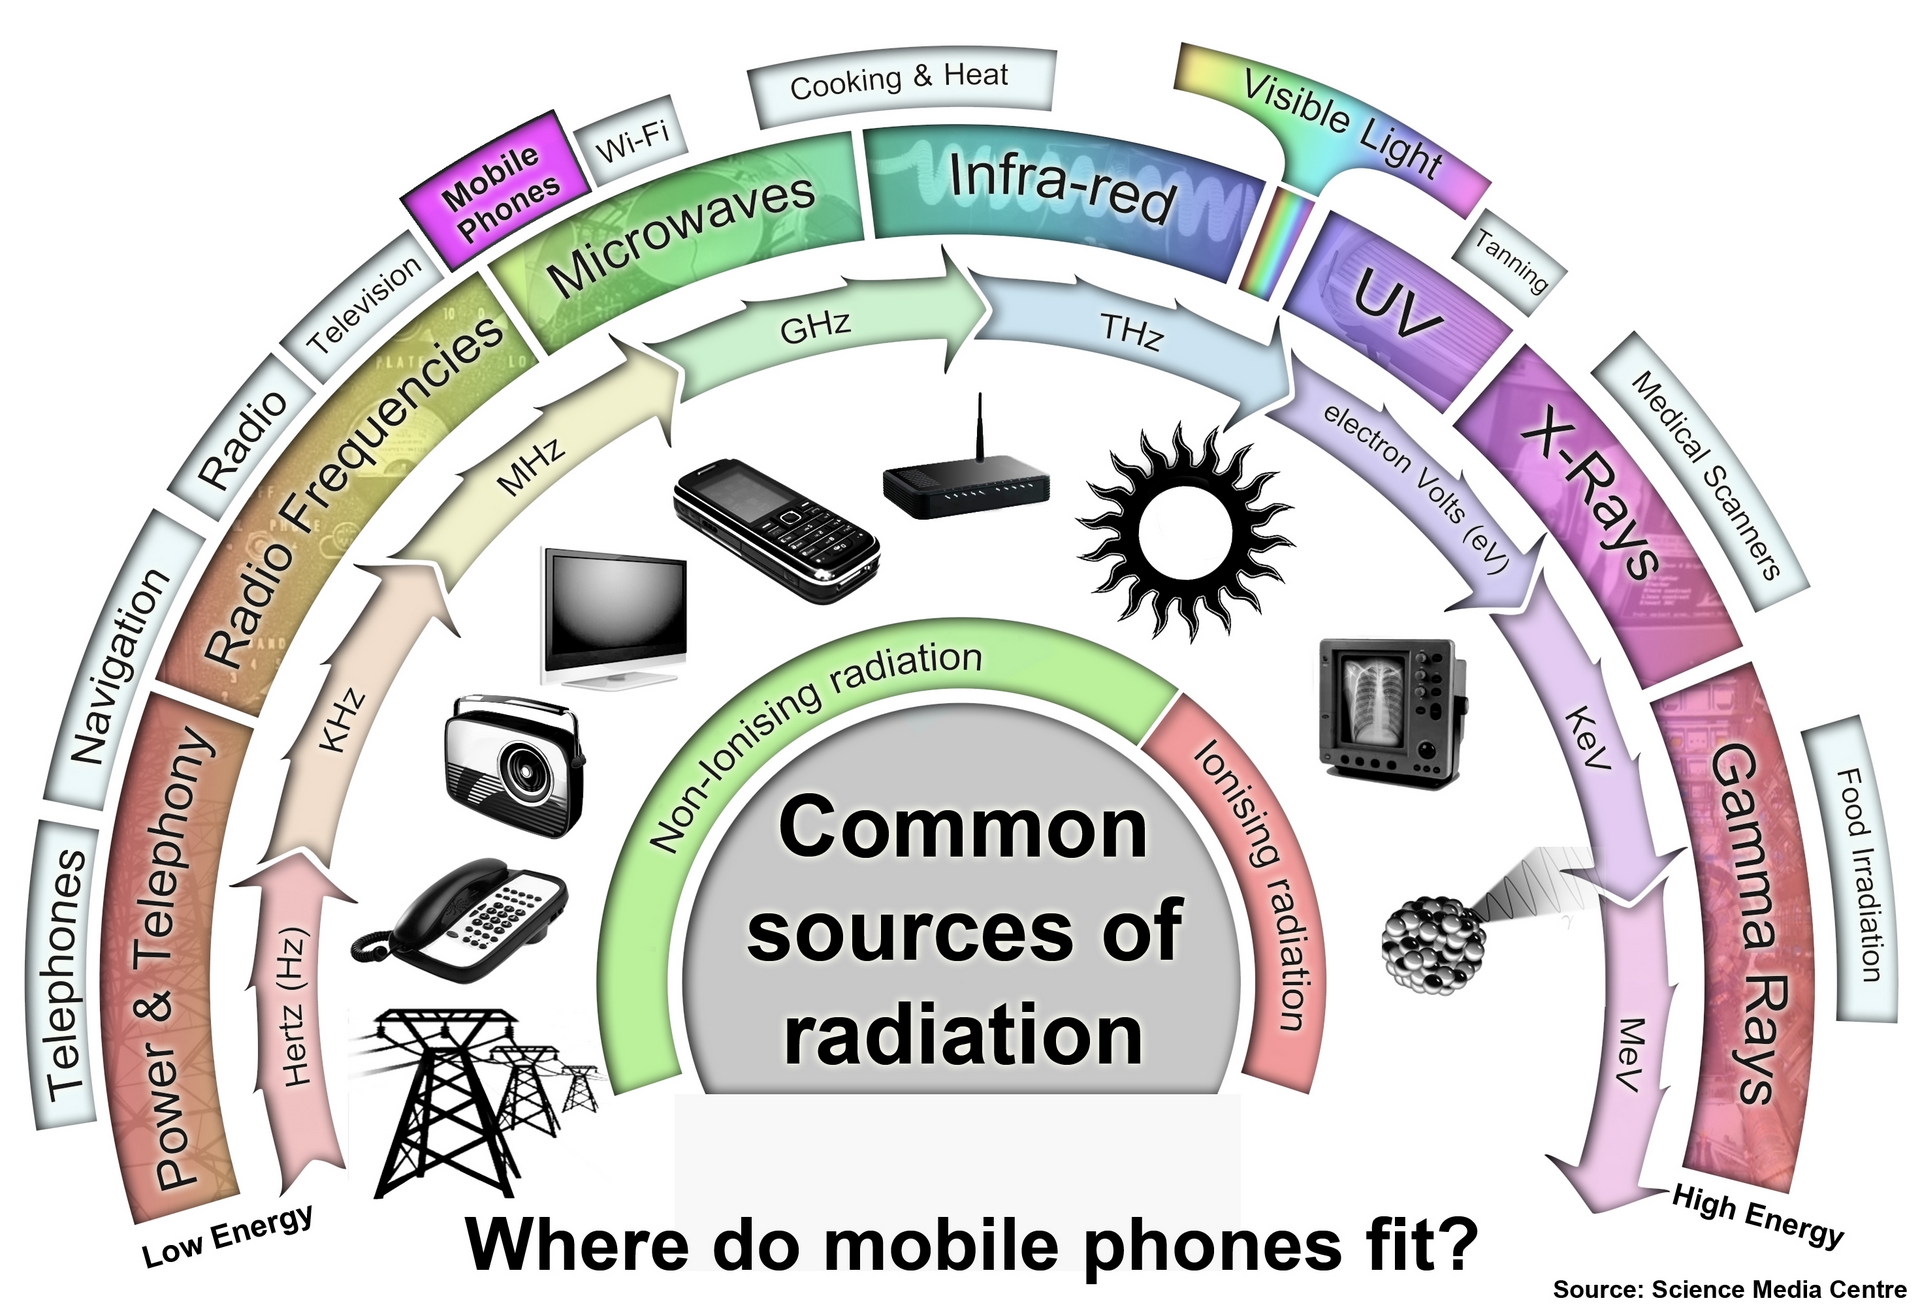 Cooking & Heat
Visible Light
Mobile
Phones
Wi-Fi
Television
Radio
Navigation
Telephones
Tanning
Medical Scanners
Food Irradiation
Power & Telephony
Radio Frequencies
Microwaves
Infra-red
UV
X-Rays
Gamma Rays
Hertz (Hz)
KHz
MHz
GHz
THz
electron Volts (eV)
KeV
MeV
Non-Ionising radiation
Ionising radiation
Common
sources of
radiation
Low Energy
High Energy
Where do mobile phones fit?
Source: Science Media Centre